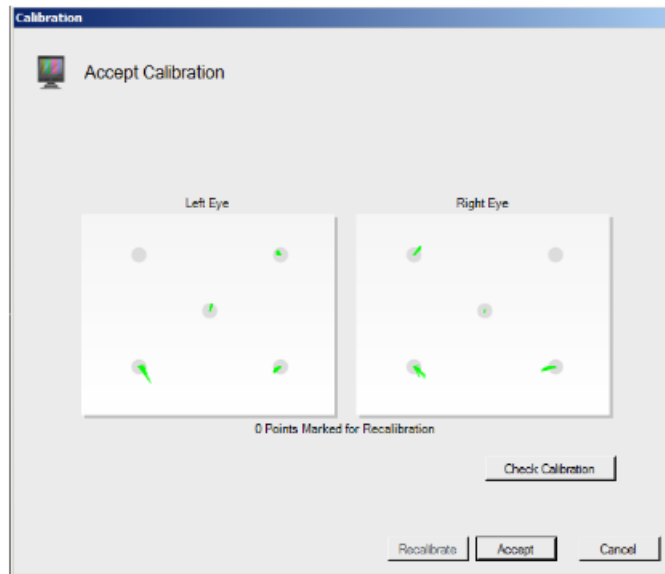 Calibration
Accept Calibration
Left Eye
Right Eye
0 Points Marked for Recalibration
Check Calibration
Recalibrate
Accept
Cancel